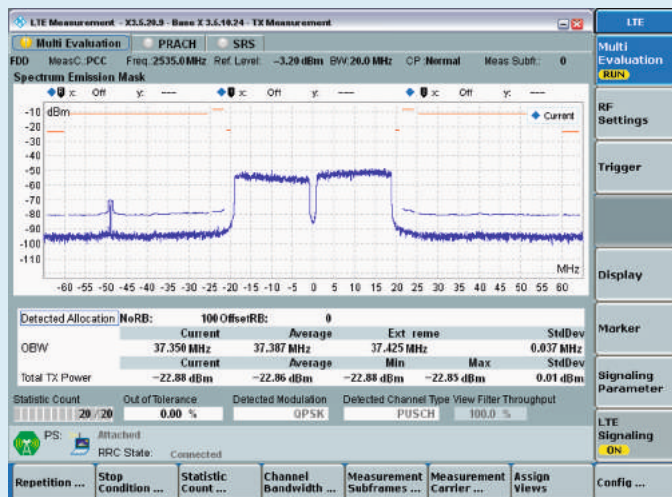 LTE Measurement - X3.5.20.9 - Base X 3.5.10.24 - TX Measurement
LTE
Multi Evaluation PRACH SRS
Multi
Evaluation
RUN
FDD MeasC.:PCC Freq.:2535.0MHz Ref. Level: -3.20 dBm BW:20.0 MHz CP:Normal Meas Subfr.: 0
Spectrum Emission Mask
x: Off y: --- x: Off y: --- x: Off y: ---
dBm
Current
-10
-20
-30
-40
-50
-60
-70
-80
-90
-100
-110
MHz
-60 -55 -50 -45 -40 -35 -30 -25 -20 -15 -10 -5 0 5 10 15 20 25 30 35 40 45 50 55 60
RF
Settings
Trigger
Display
Marker
Signaling
Parameter
LTE
Signaling
ON
Detected Allocation NoRB: 100 OffsetRB: 0
Current Average Extreme StdDev
OBW 37.350 MHz 37.387 MHz 37.425 MHz 0.037 MHz
Current Average Min Max StdDev
Total TX Power -22.88 dBm -22.86 dBm -22.88 dBm -22.85 dBm 0.01 dBm
Statistic Count Out of Tolerance Detected Modulation Detected Channel Type View Filter Throughput
20/20 0.00 % QPSK PUSCH 100.0 %
PS: Attached
RRC State: Connected
Repetition ... Stop Condition ... Statistic Count ... Channel Bandwidth ... Measurement Subframes ... Measurement Carrier ... Assign Views Config ...